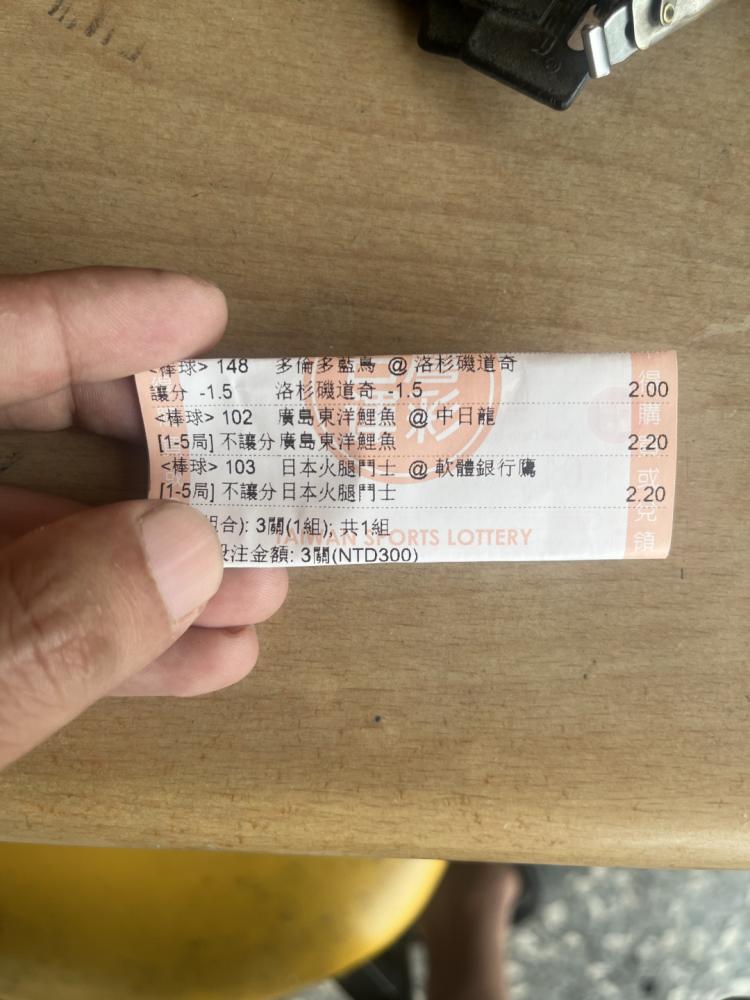 <棒球> 148 多倫多藍鳥 @ 洛杉磯道奇
讓分 -1.5 洛杉磯道奇 -1.5 2.00
<棒球> 102 廣島東洋鯉魚 @ 中日龍
[1-5局] 不讓分 廣島東洋鯉魚 2.20
<棒球> 103 日本火腿鬥士 @ 軟體銀行鷹
[1-5局] 不讓分 日本火腿鬥士 2.20
組合): 3關(1組); 共1組
TAIWAN SPORTS LOTTERY
投注金額: 3關(NTD300)
得購
或兌
領